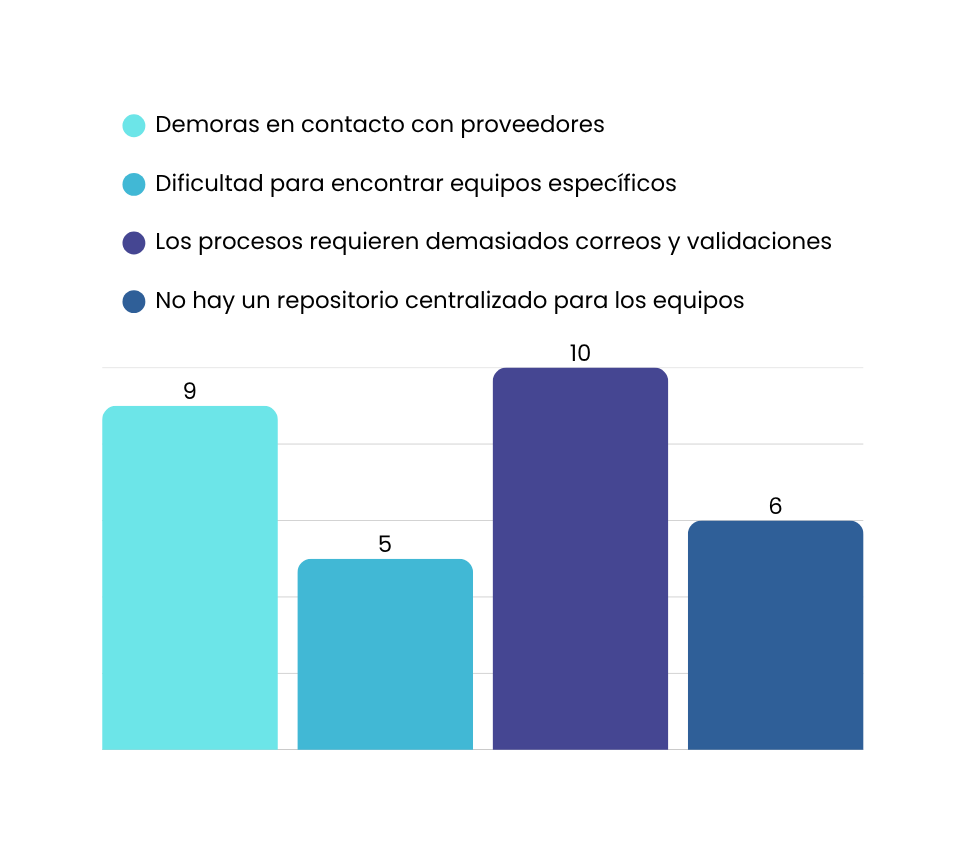 Demoras en contacto con proveedores
Dificultad para encontrar equipos específicos
Los procesos requieren demasiados correos y validaciones
No hay un repositorio centralizado para los equipos
9
5
10
6